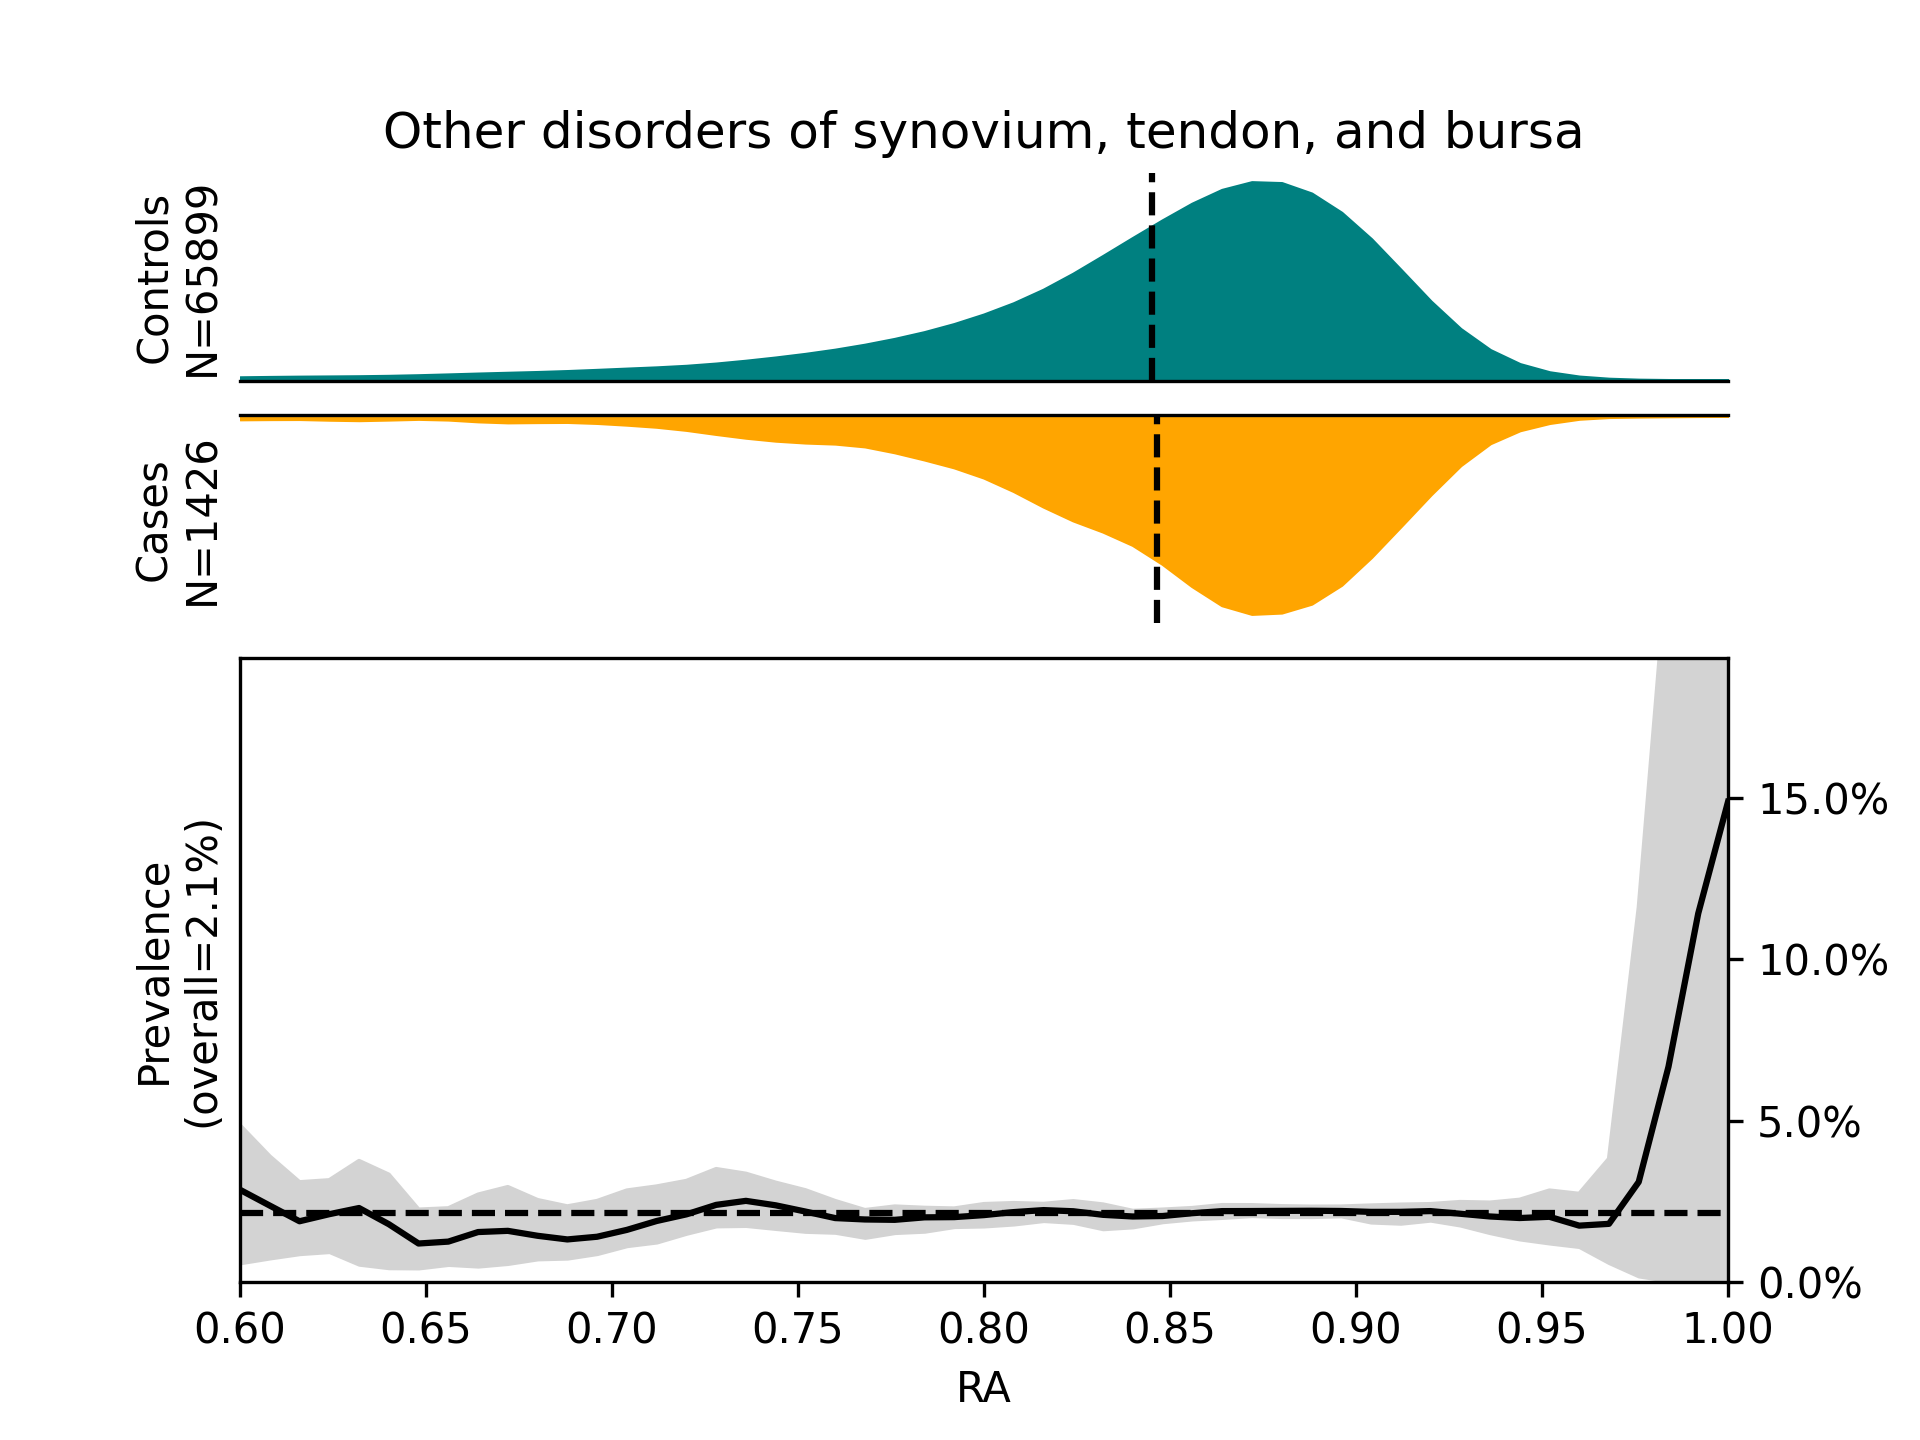 Other disorders of synovium, tendon, and bursa
Controls
N=65899
Cases
N=1426
Prevalence
(overall=2.1%)
15.0%
10.0%
5.0%
0.0%
0.60 0.65 0.70 0.75 0.80 0.85 0.90 0.95 1.00
RA